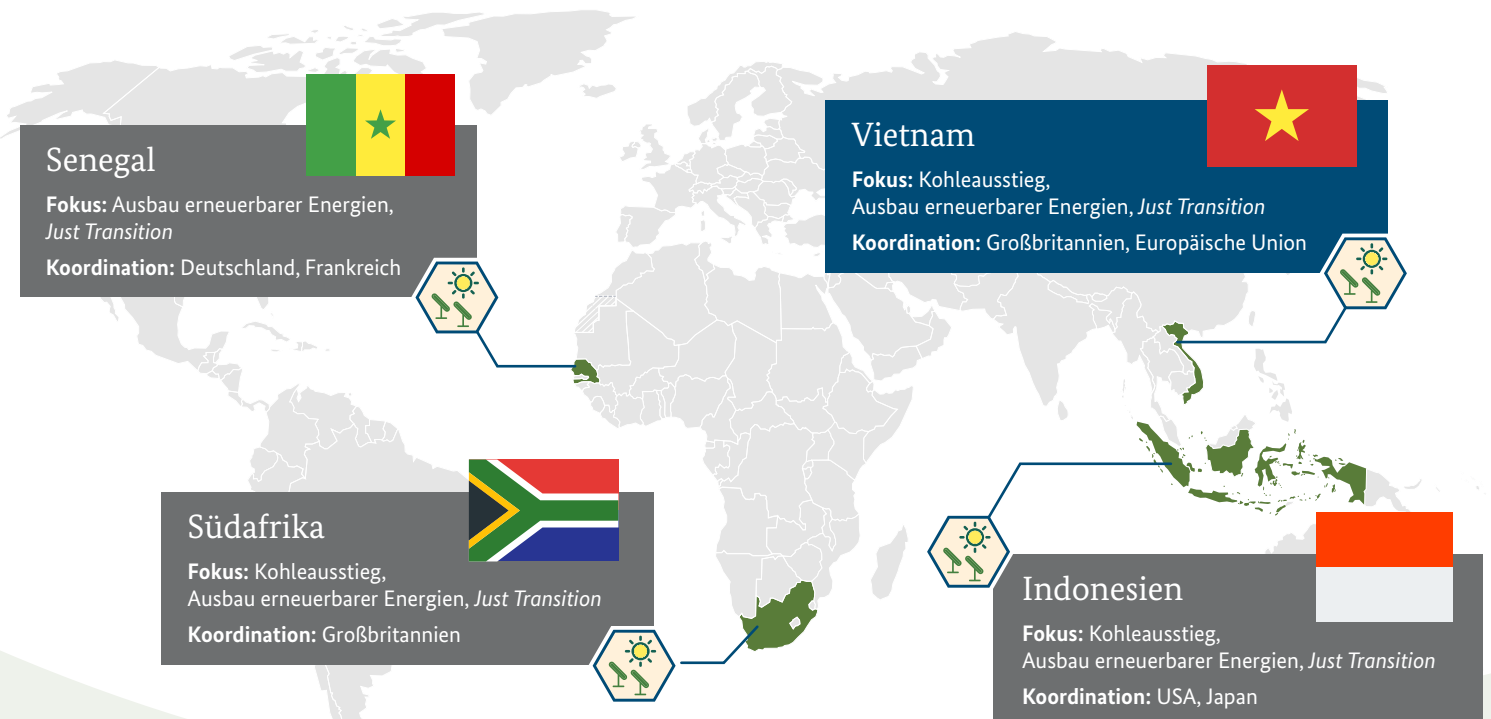 Senegal
Fokus: Ausbau erneuerbarer Energien,
Just Transition
Koordination: Deutschland, Frankreich
Vietnam
Fokus: Kohleausstieg,
Ausbau erneuerbarer Energien, Just Transition
Koordination: Großbritannien, Europäische Union
Südafrika
Fokus: Kohleausstieg,
Ausbau erneuerbarer Energien, Just Transition
Koordination: Großbritannien
Indonesien
Fokus: Kohleausstieg,
Ausbau erneuerbarer Energien, Just Transition
Koordination: USA, Japan